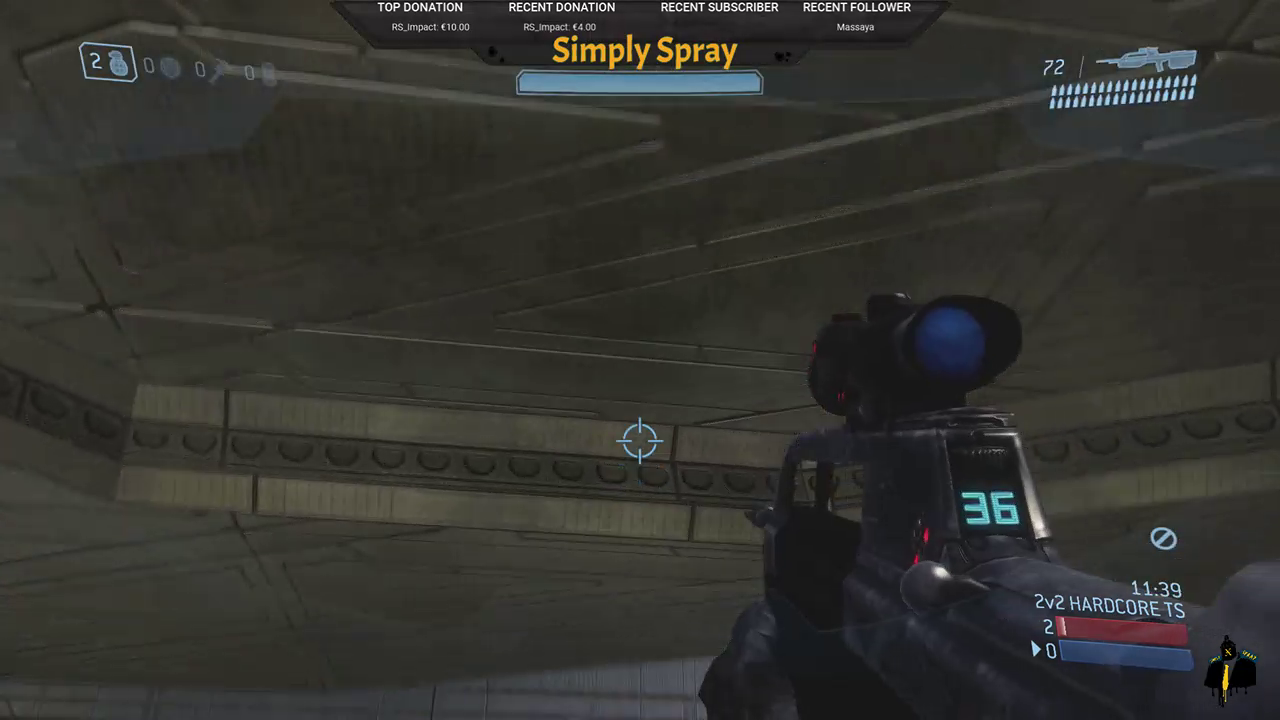 TOP DONATION
RECENT DONATION
RECENT SUBSCRIBER
RECENT FOLLOWER
RS_Impact: €10.00
RS_Impact: €4.00
Massaya
Simply Spray
2
0
0
0
72
36
11:39
2v2 HARDCORE TS
2
0